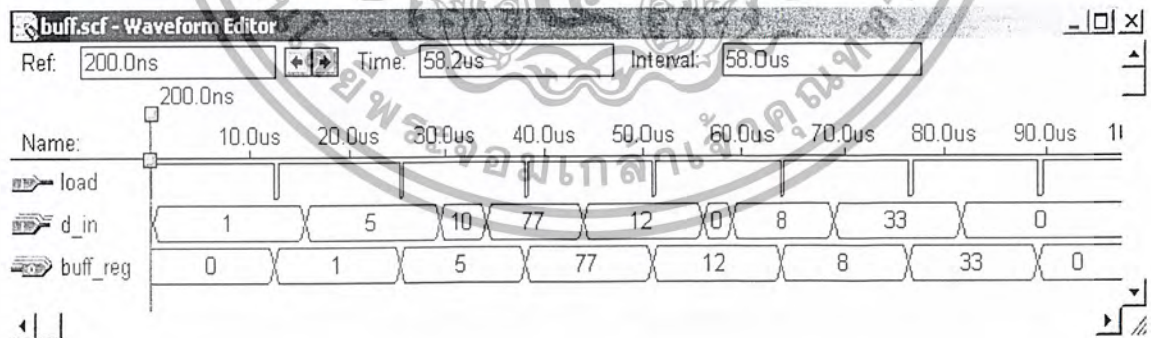 buff.scf - Waveform Editor
Ref: 200.0ns Time: 58.2us Interval: 58.0us
200.0ns
Name: 10.0us 20.0us 30.0us 40.0us 50.0us 60.0us 70.0us 80.0us 90.0us
load
d_in 1 5 10 77 12 0 8 33 0
buff_reg 0 1 5 77 12 8 33 0